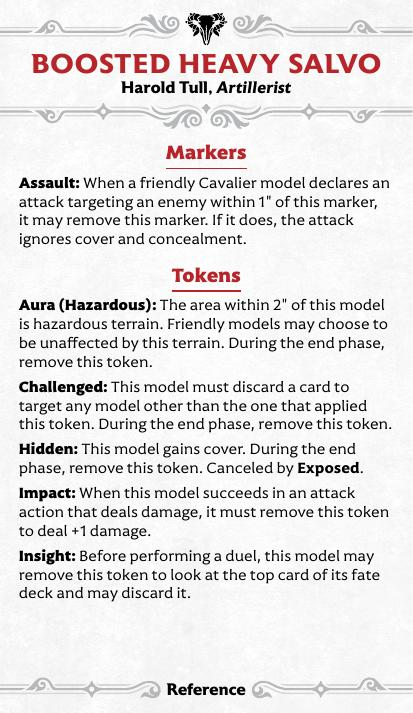 BOOSTED HEAVY SALVO
Harold Tull, Artillerist
Markers
Assault: When a friendly Cavalier model declares an
attack targeting an enemy within 1" of this marker,
it may remove this marker. If it does, the attack
ignores cover and concealment.
Tokens
Aura (Hazardous): The area within 2" of this model
is hazardous terrain. Friendly models may choose to
be unaffected by this terrain. During the end phase,
remove this token.
Challenged: This model must discard a card to
target any model other than the one that applied
this token. During the end phase, remove this token.
Hidden: This model gains cover. During the end
phase, remove this token. Canceled by Exposed.
Impact: When this model succeeds in an attack
action that deals damage, it must remove this token
to deal +1 damage.
Insight: Before performing a duel, this model may
remove this token to look at the top card of its fate
deck and may discard it.
Reference